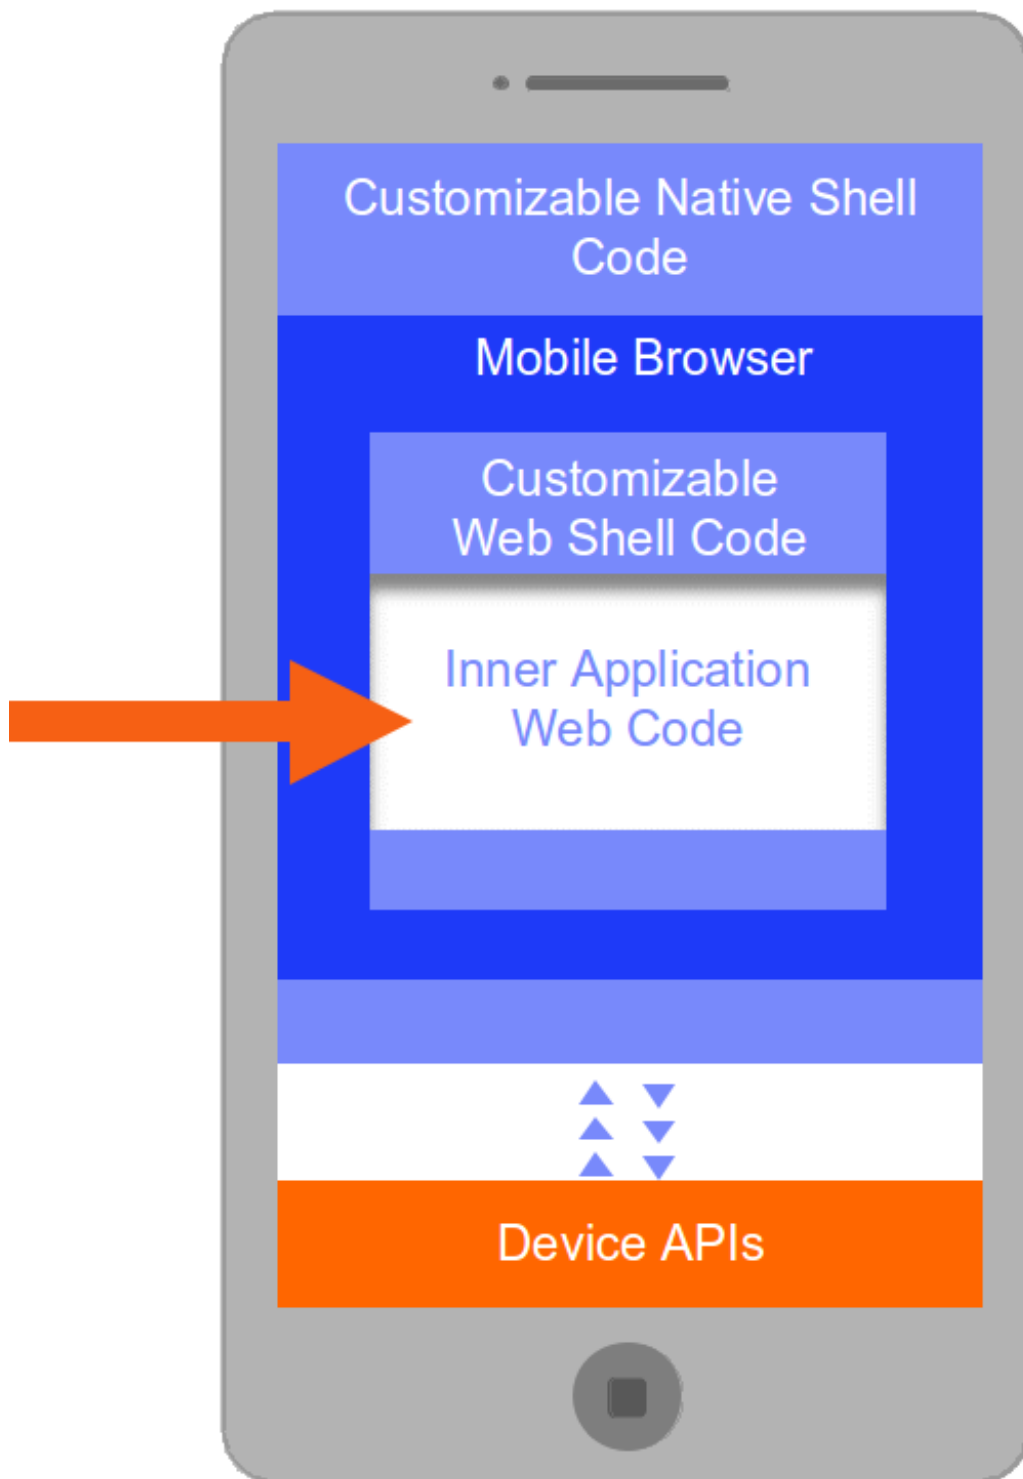 Customizable Native Shell
Code
Mobile Browser
Customizable
Web Shell Code
Inner Application
Web Code
Device APIs